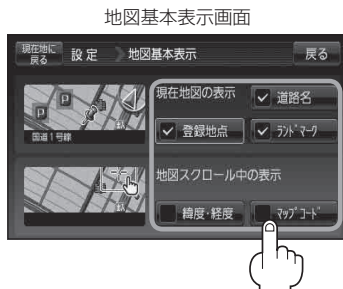 地図基本表示画面
現在地に
戻る
設定
地図基本表示
戻る
現在地図の表示
✓ 道路名
✓ 登録地点
✓ ﾗﾝﾄﾞﾏｰｸ
P
P
国道1号線
地図スクロール中の表示
緯度･経度
ﾏｯﾌﾟｺｰﾄﾞ